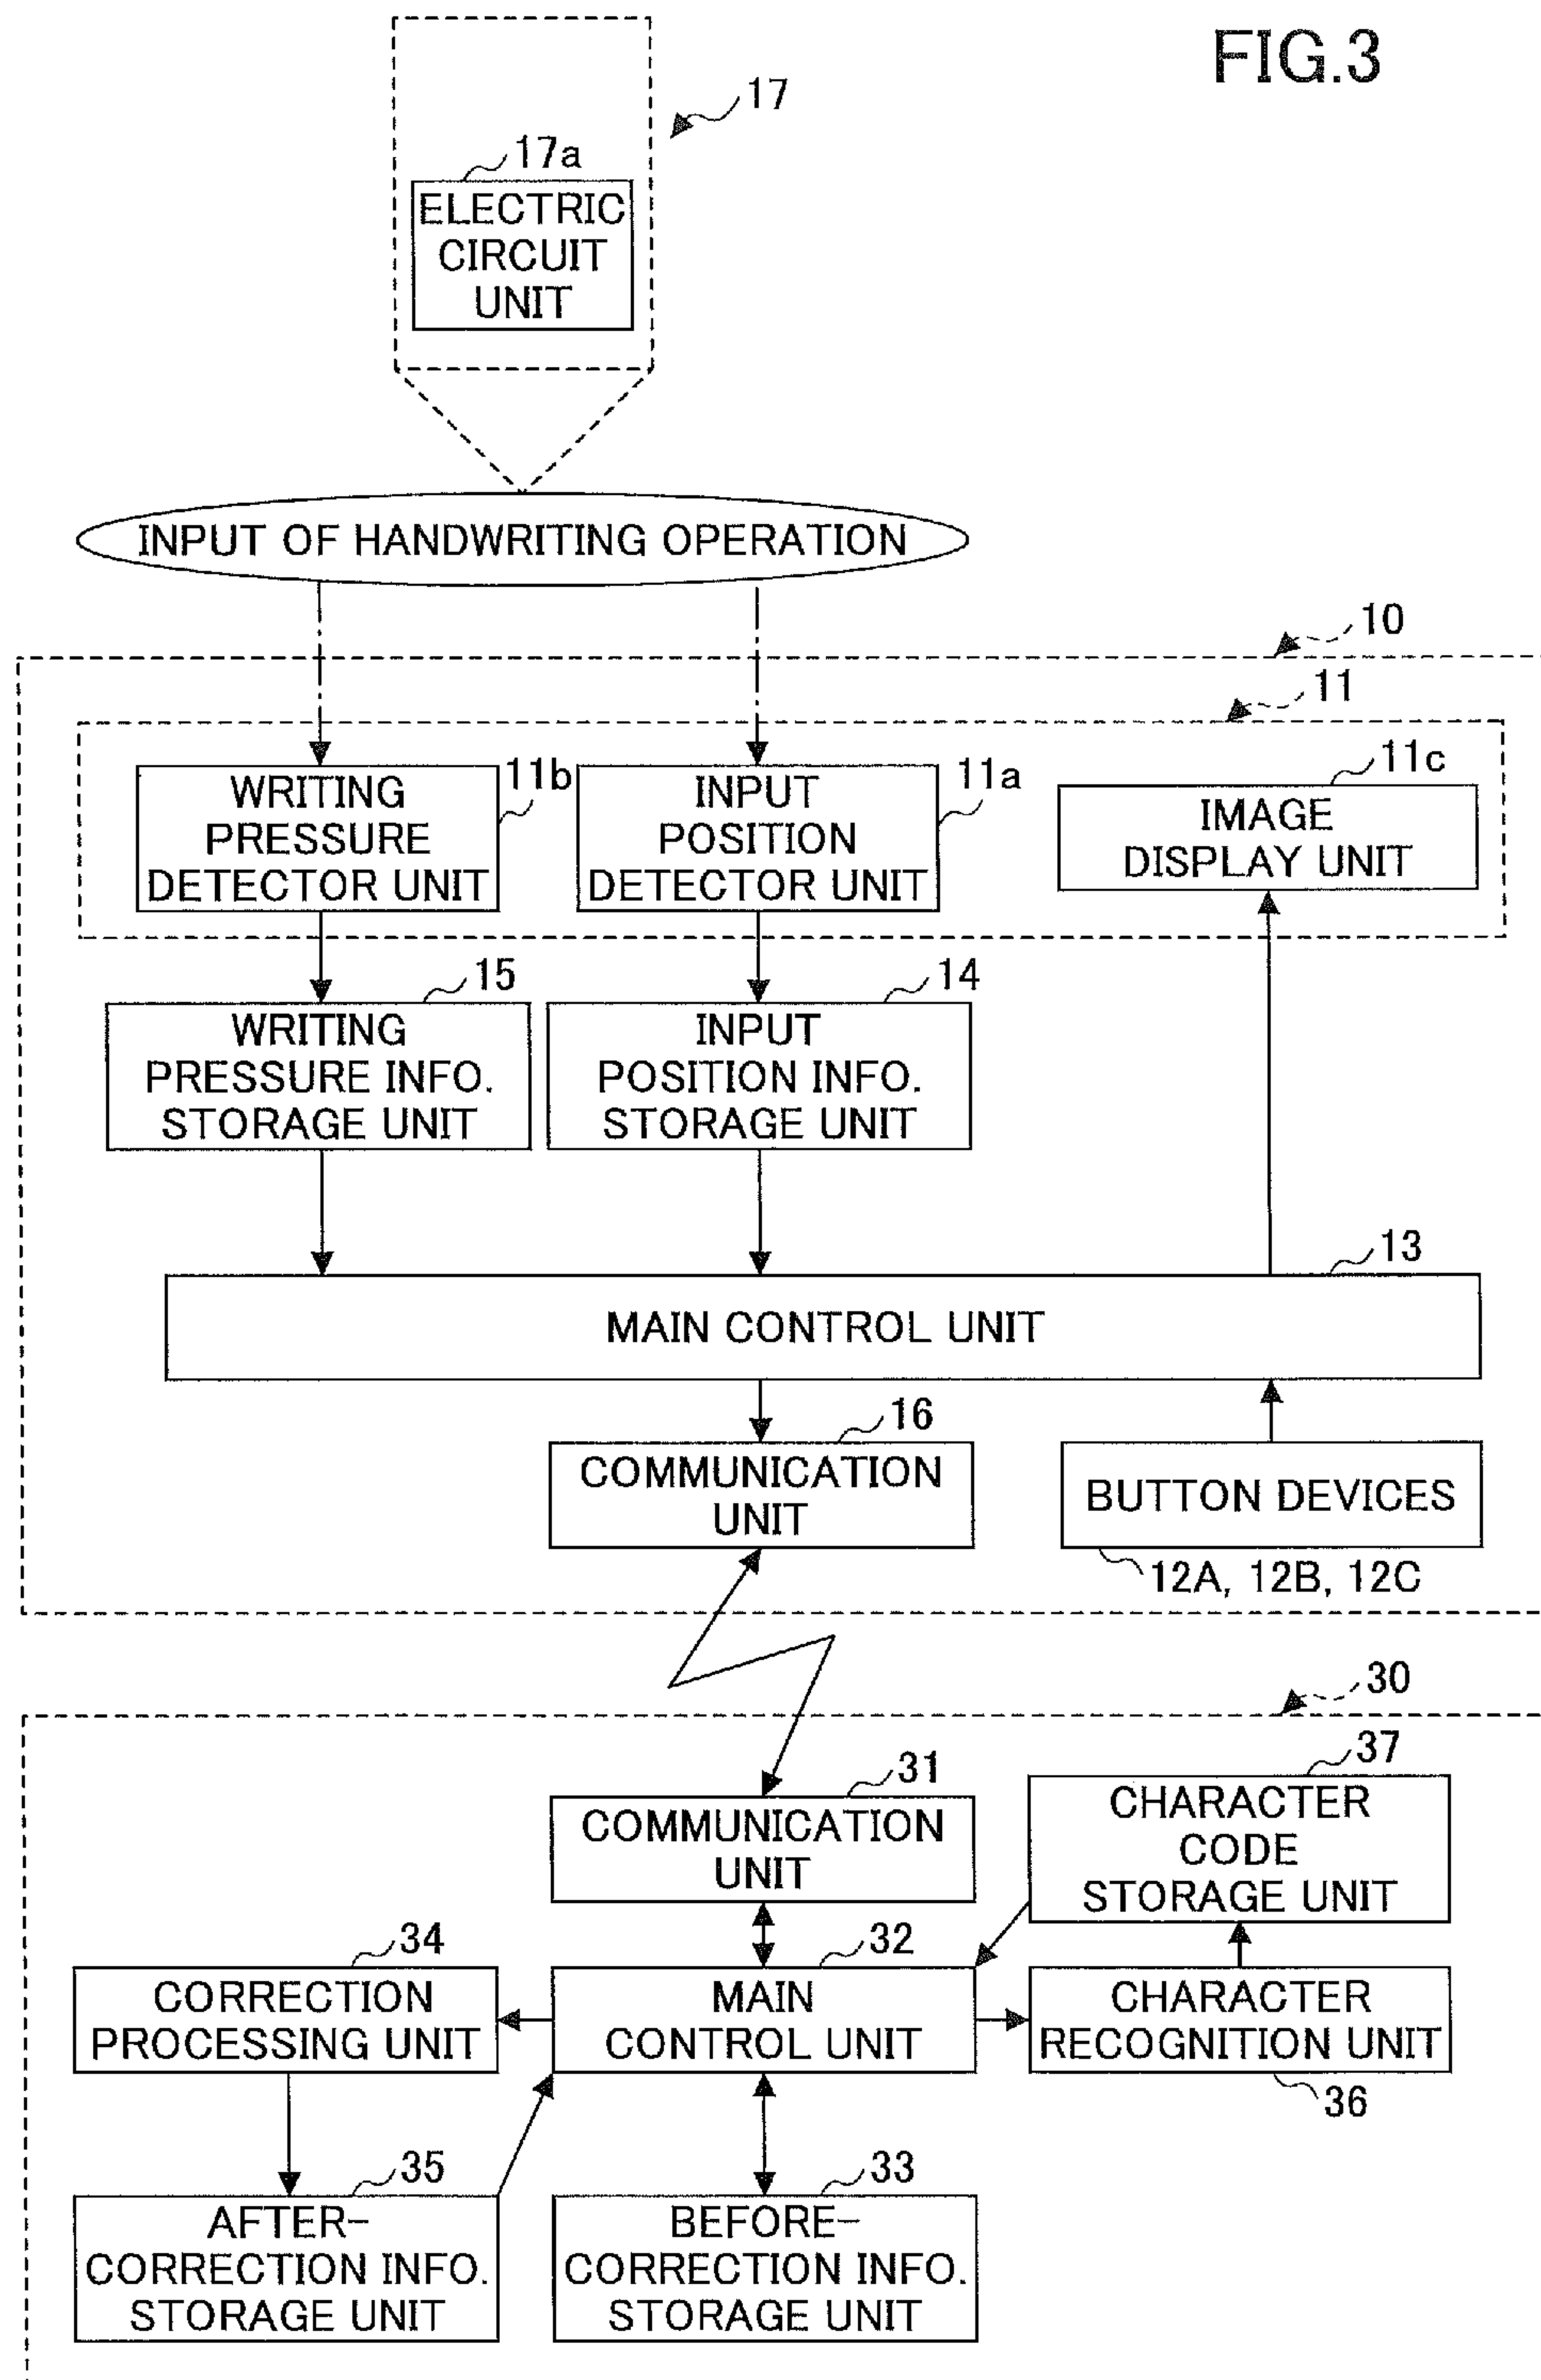 FIG.3
17
17a
ELECTRIC
CIRCUIT
UNIT
INPUT OF HANDWRITING OPERATION
10
11
11b
WRITING
PRESSURE
DETECTOR UNIT
11a
INPUT
POSITION
DETECTOR UNIT
11c
IMAGE
DISPLAY UNIT
15
WRITING
PRESSURE INFO.
STORAGE UNIT
14
INPUT
POSITION INFO.
STORAGE UNIT
13
MAIN CONTROL UNIT
16
COMMUNICATION
UNIT
BUTTON DEVICES
12A, 12B, 12C
30
31
COMMUNICATION
UNIT
37
CHARACTER
CODE
STORAGE UNIT
34
CORRECTION
PROCESSING UNIT
32
MAIN
CONTROL UNIT
CHARACTER
RECOGNITION UNIT
36
35
AFTER-
CORRECTION INFO.
STORAGE UNIT
33
BEFORE-
CORRECTION INFO.
STORAGE UNIT